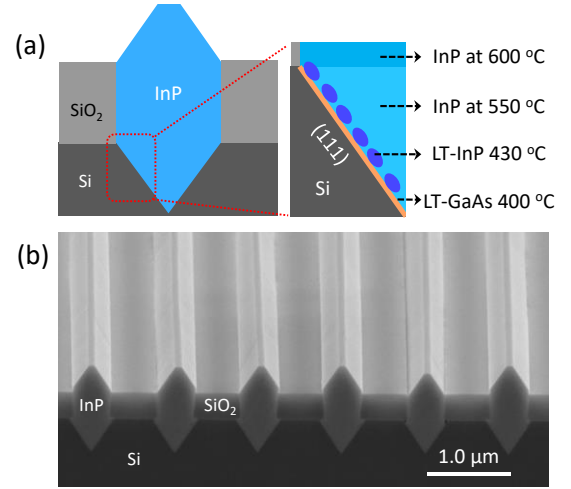 (a)
InP
SiO2
Si
(111)
Si
InP at 600 °C
InP at 550 °C
LT-InP 430 °C
LT-GaAs 400 °C
(b)
InP
SiO2
Si
1.0 μm